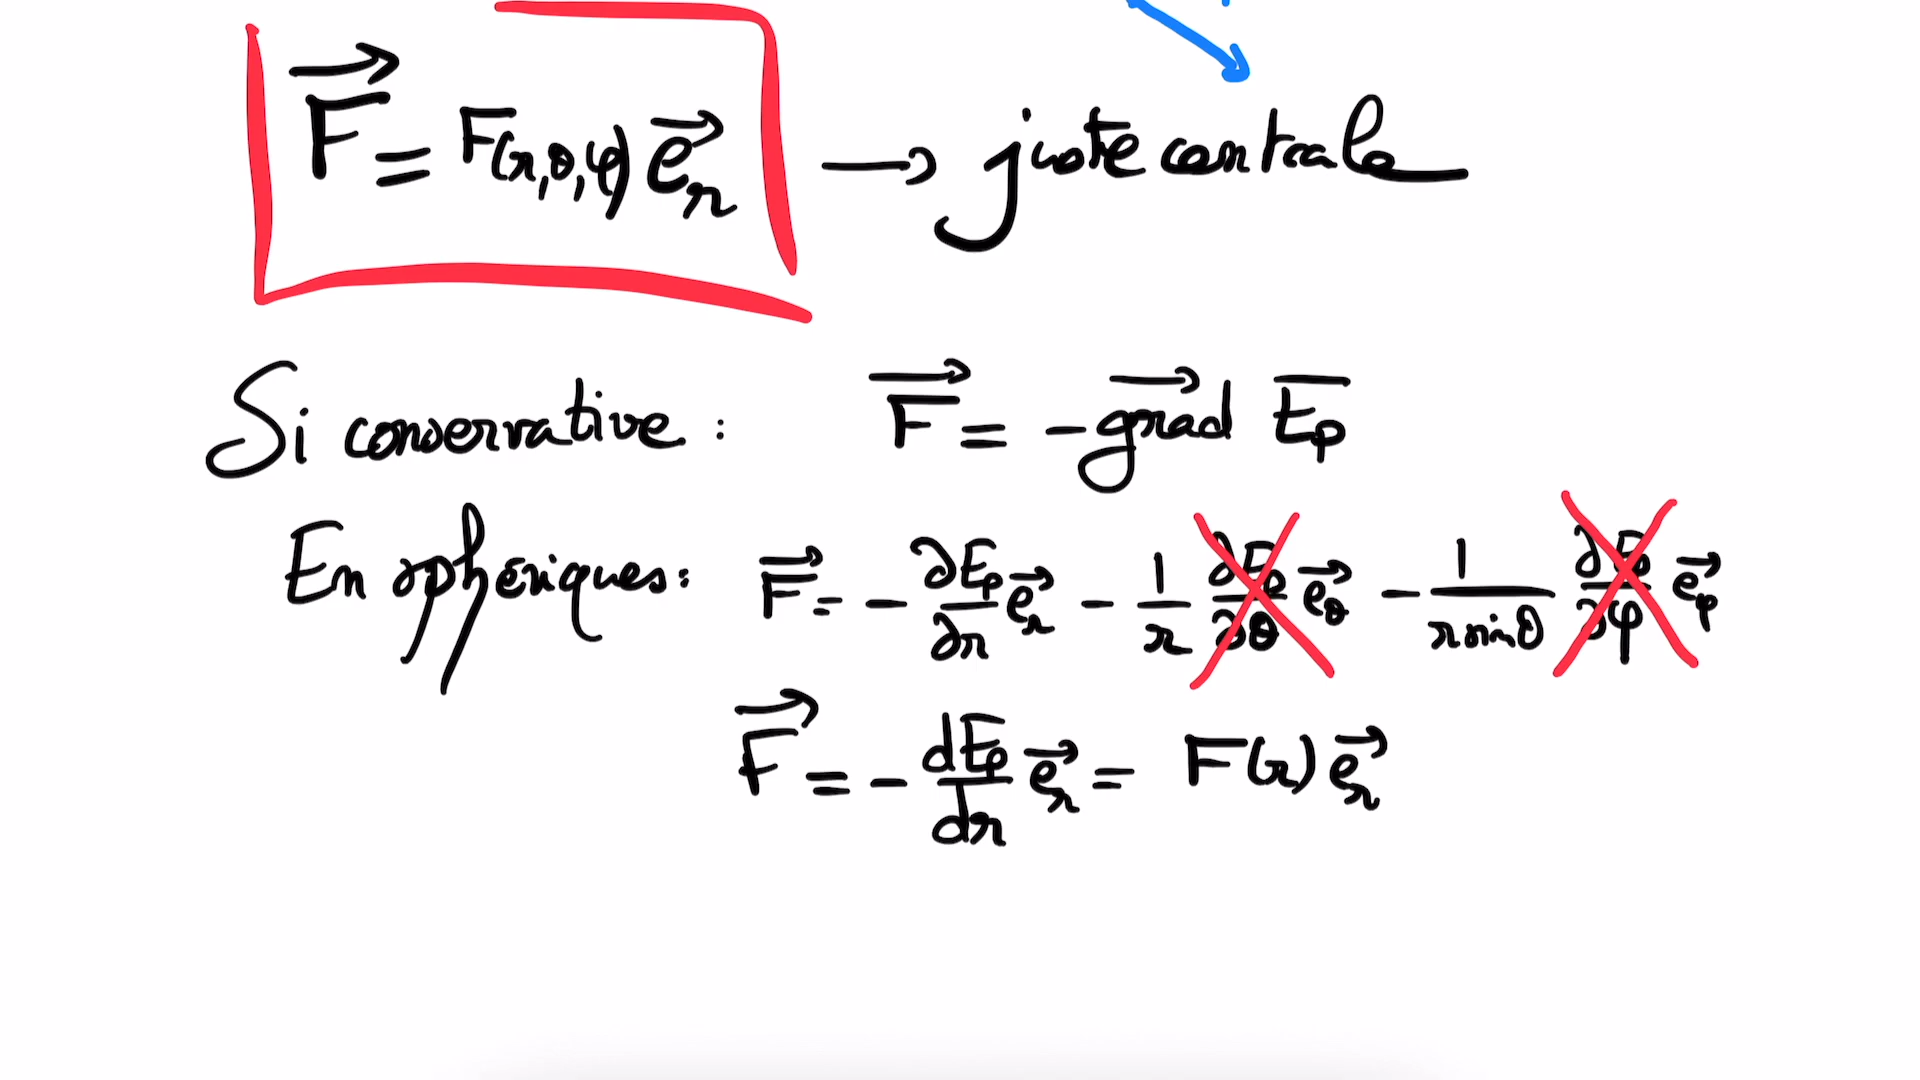 F⃗ = F(r,θ,φ) e⃗r → juste centrale
Si conservative : F⃗ = -grad⃗ Ep
En sphériques: F⃗ = - ∂Ep/∂r e⃗r - 1/r ∂Ep/∂θ e⃗θ - 1/(r sinθ) ∂Ep/∂φ e⃗φ
F⃗ = - dEp/dr e⃗r = F(r) e⃗r